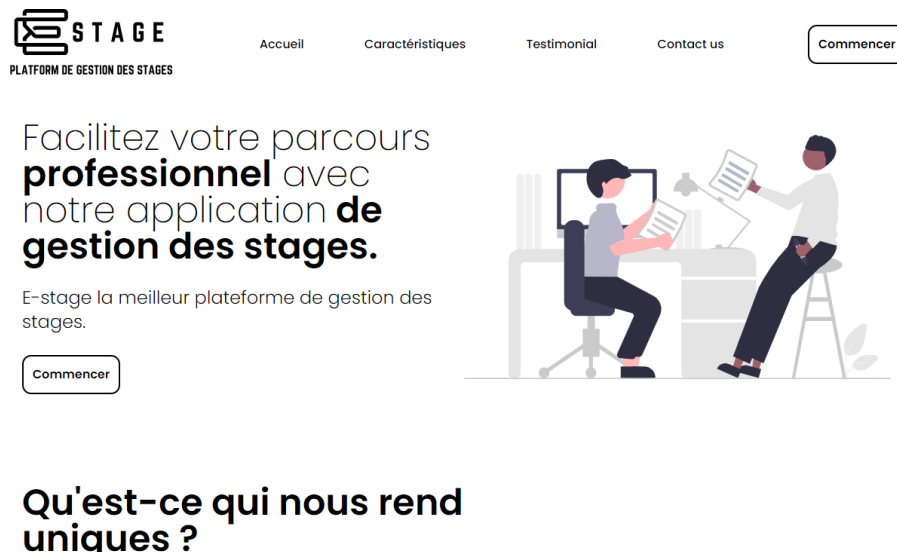 STAGE
PLATFORM DE GESTION DES STAGES
Accueil
Caractéristiques
Testimonial
Contact us
Commencer
Facilitez votre parcours
professionnel avec
notre application de
gestion des stages.
E-stage la meilleur plateforme de gestion des
stages.
Commencer
Qu'est-ce qui nous rend
uniques ?